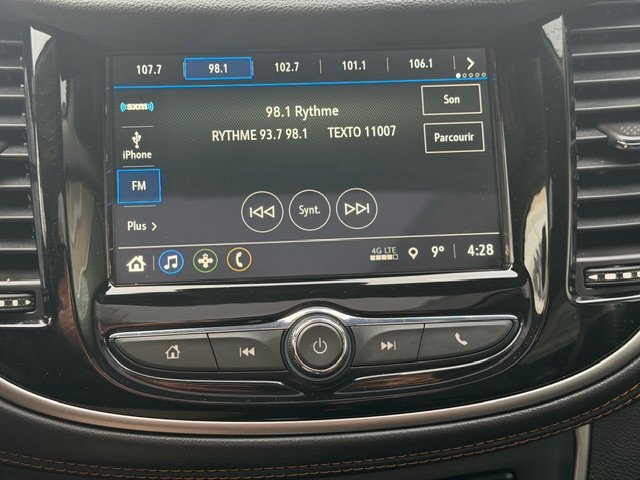 107.7 98.1 102.7 101.1 106.1
((sxm))
98.1 Rythme
Son
RYTHME 93.7 98.1 TEXTO 11007
Parcourir
iPhone
FM
Synt.
Plus
4G LTE
9° 4:28